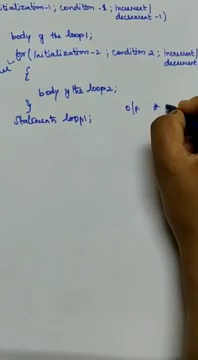 nitialization-1; condition-1; increment/
decrement-1)
body of the loop1;
for(initialization-2; condition 2; increment/
decrement
{
body of the loop2;
}
o/p. *
Statements loop1;